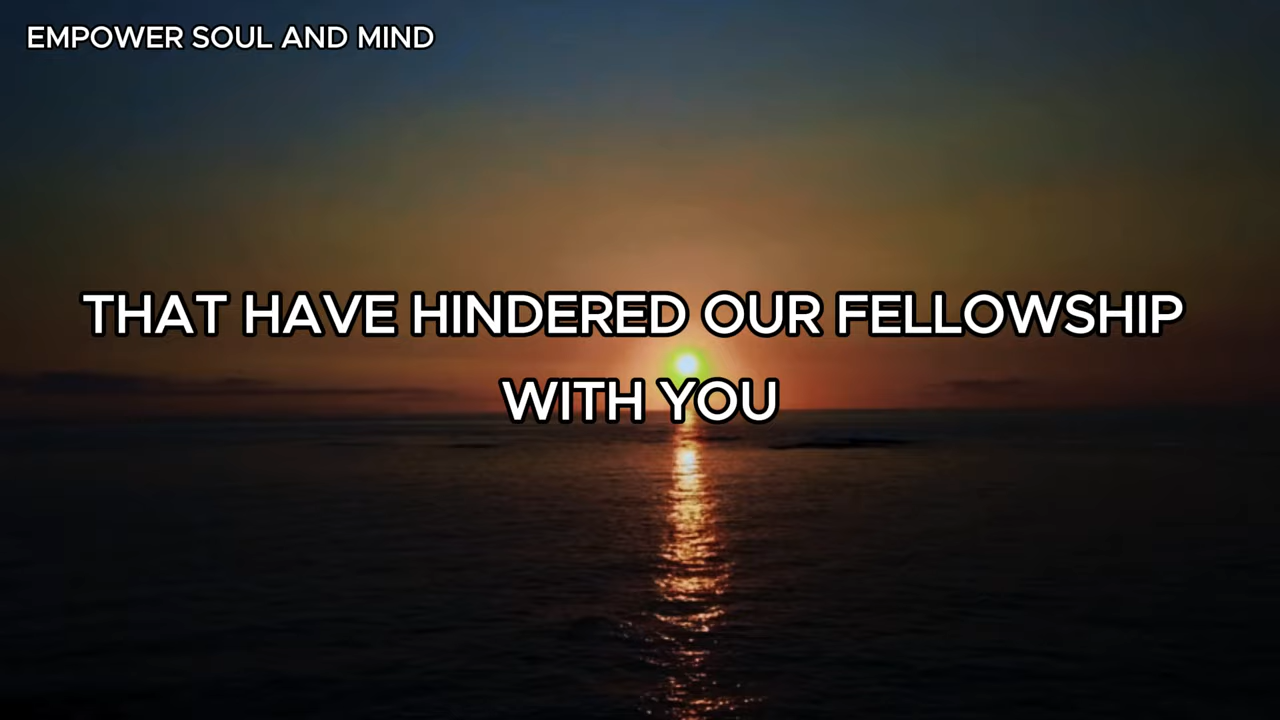 EMPOWER SOUL AND MIND
THAT HAVE HINDERED OUR FELLOWSHIP
WITH YOU